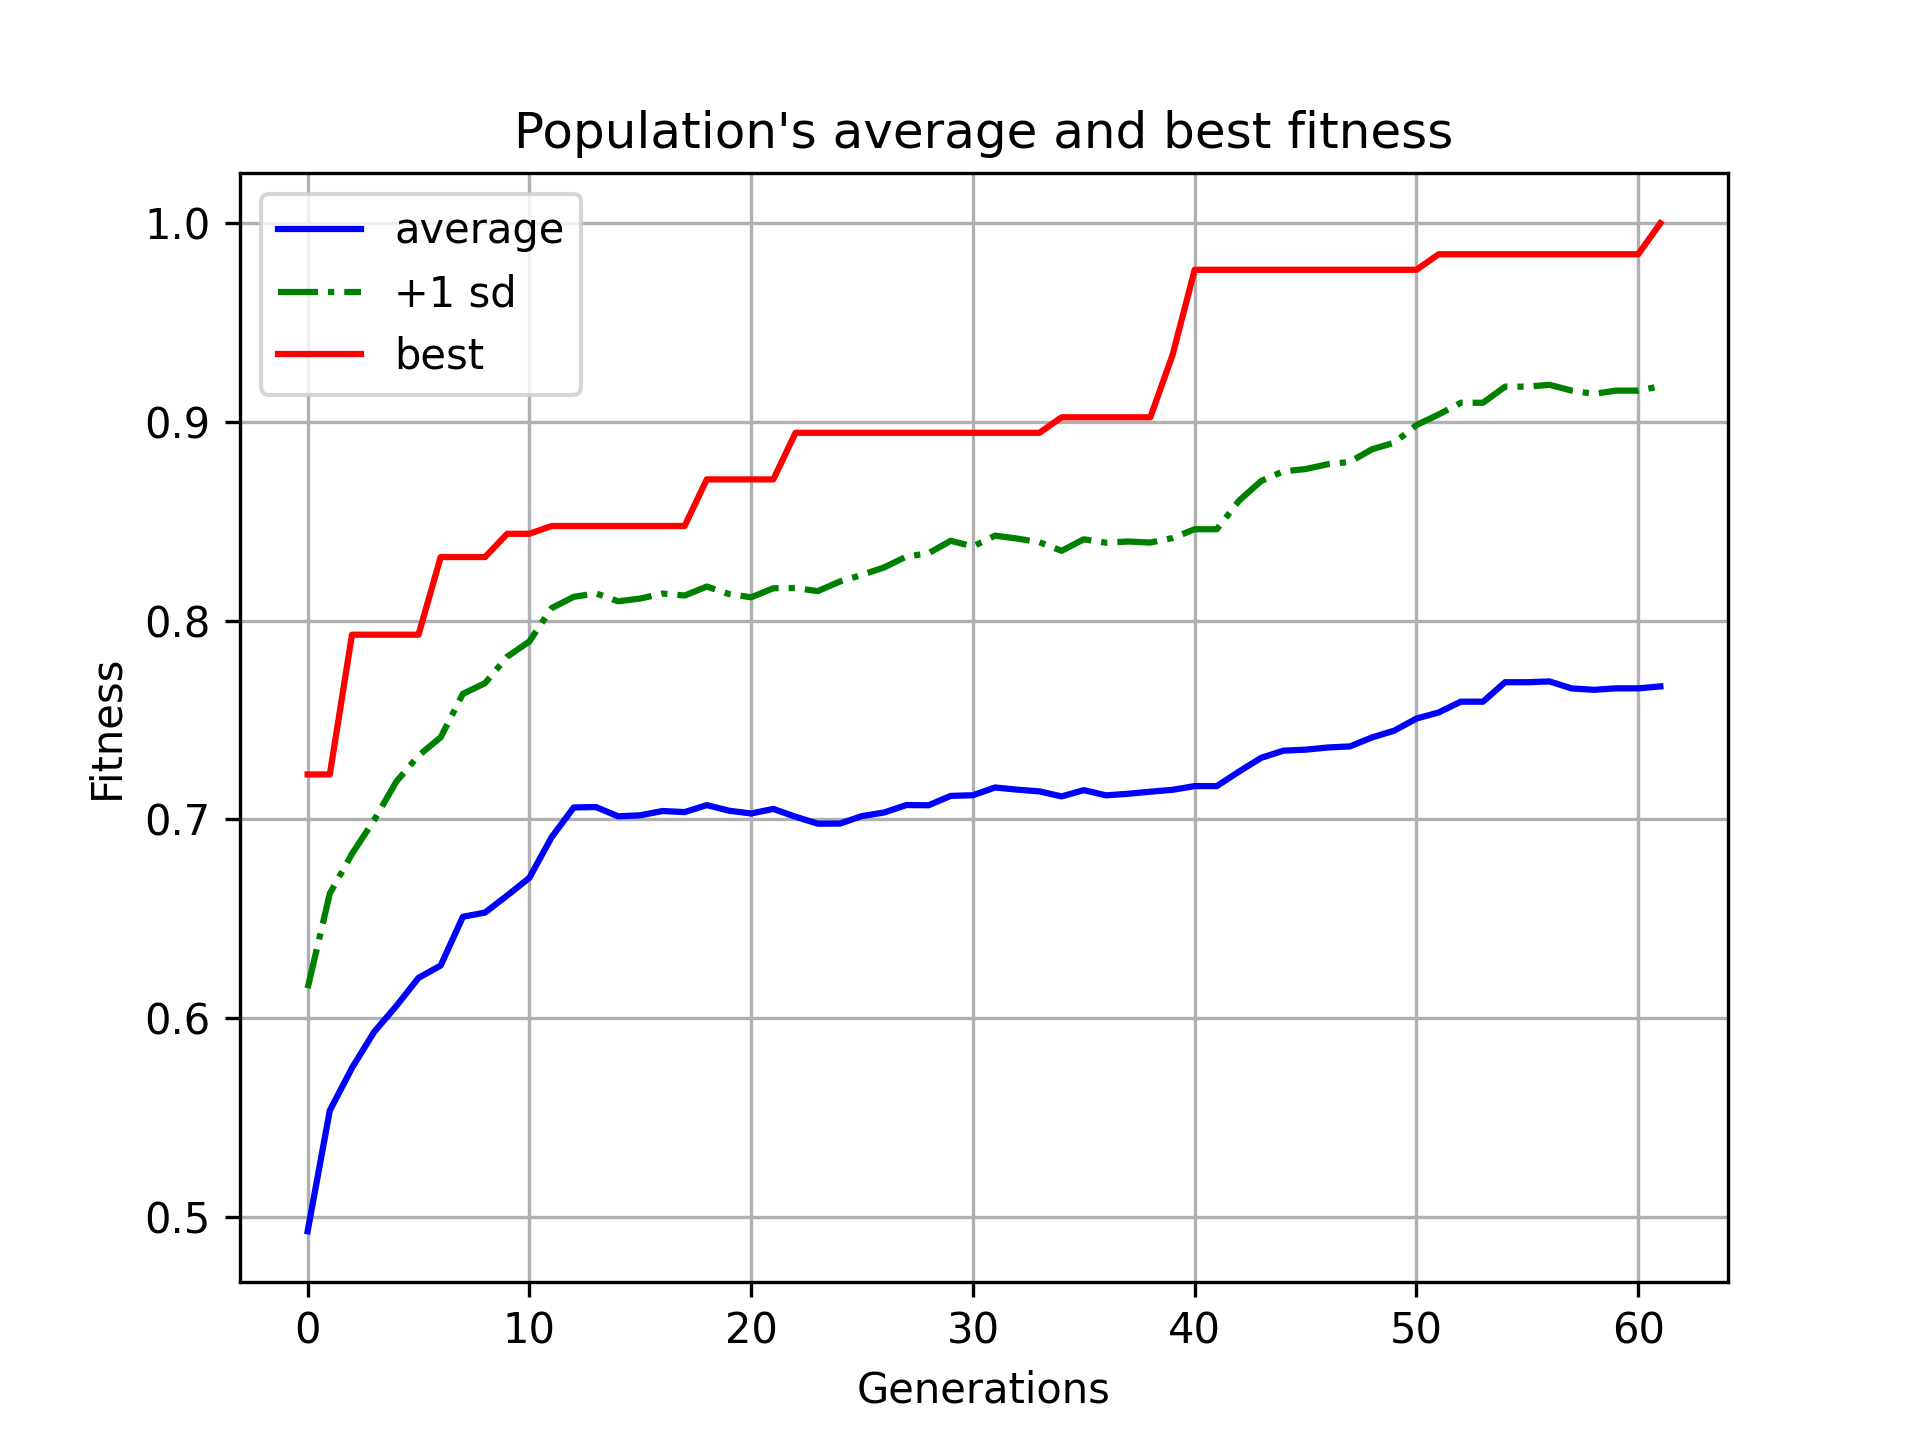 Population's average and best fitness
average
+1 sd
best
Fitness
1.0
0.9
0.8
0.7
0.6
0.5
0 10 20 30 40 50 60
Generations